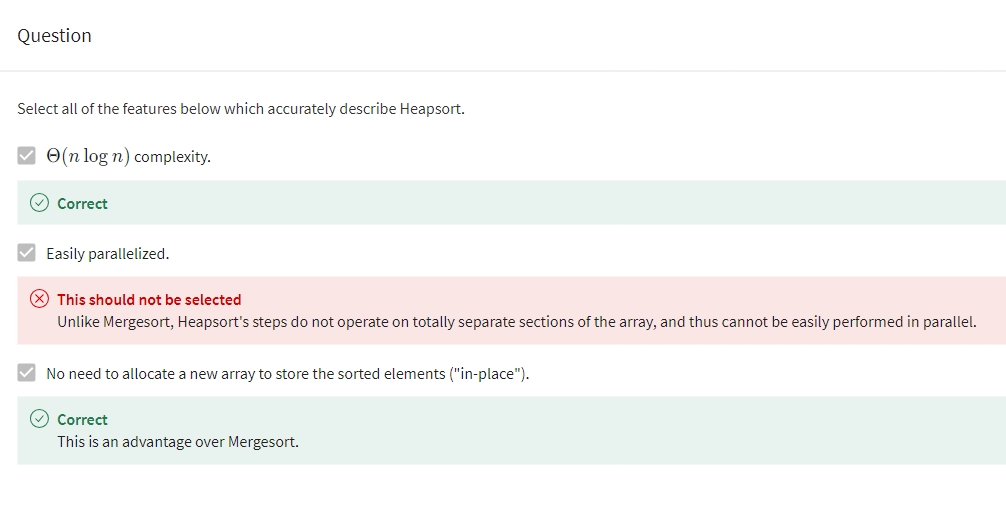 Question
Select all of the features below which accurately describe Heapsort.
Θ(n log n) complexity.
Correct
Easily parallelized.
This should not be selected
Unlike Mergesort, Heapsort's steps do not operate on totally separate sections of the array, and thus cannot be easily performed in parallel.
No need to allocate a new array to store the sorted elements ("in-place").
Correct
This is an advantage over Mergesort.